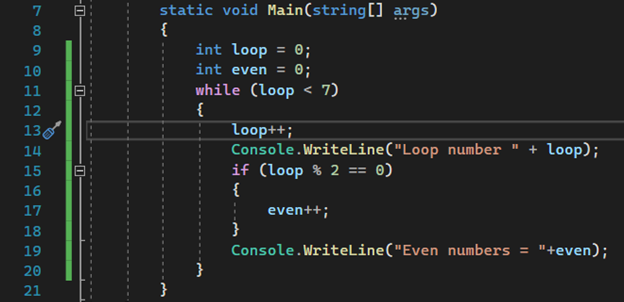 7 static void Main(string[] args)
8 {
9 int loop = 0;
10 int even = 0;
11 while (loop < 7)
12 {
13 loop++;
14 Console.WriteLine("Loop number " + loop);
15 if (loop % 2 == 0)
16 {
17 even++;
18 }
19 Console.WriteLine("Even numbers = "+even);
20 }
21 }